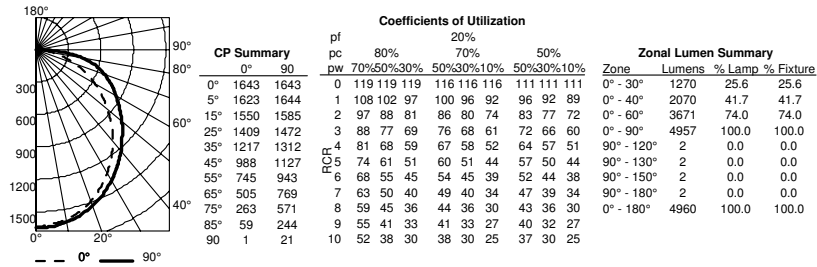 180°
90°
80°
300
600
60°
900
1200
40°
1500
0° 20°
0° 90°
CP Summary
0° 90
0° 1643 1643
5° 1623 1644
15° 1550 1585
25° 1409 1472
35° 1217 1312
45° 988 1127
55° 745 943
65° 505 769
75° 263 571
85° 59 244
90 1 21
Coefficients of Utilization
pf 20%
pc 80% 70% 50%
pw 70%50%30% 50%30%10% 50%30%10%
RCR
0 119 119 119 116 116 116 111 111 111
1 108 102 97 100 96 92 96 92 89
2 97 88 81 86 80 74 83 77 72
3 88 77 69 76 68 61 72 66 60
4 81 68 59 67 58 52 64 57 51
5 74 61 51 60 51 44 57 50 44
6 68 55 45 54 45 39 52 44 38
7 63 50 40 49 40 34 47 39 34
8 59 45 36 44 36 30 43 36 30
9 55 41 33 41 33 27 40 32 27
10 52 38 30 38 30 25 37 30 25
Zonal Lumen Summary
Zone Lumens % Lamp % Fixture
0° - 30° 1270 25.6 25.6
0° - 40° 2070 41.7 41.7
0° - 60° 3671 74.0 74.0
0° - 90° 4957 100.0 100.0
90° - 120° 2 0.0 0.0
90° - 130° 2 0.0 0.0
90° - 150° 2 0.0 0.0
90° - 180° 2 0.0 0.0
0° - 180° 4960 100.0 100.0